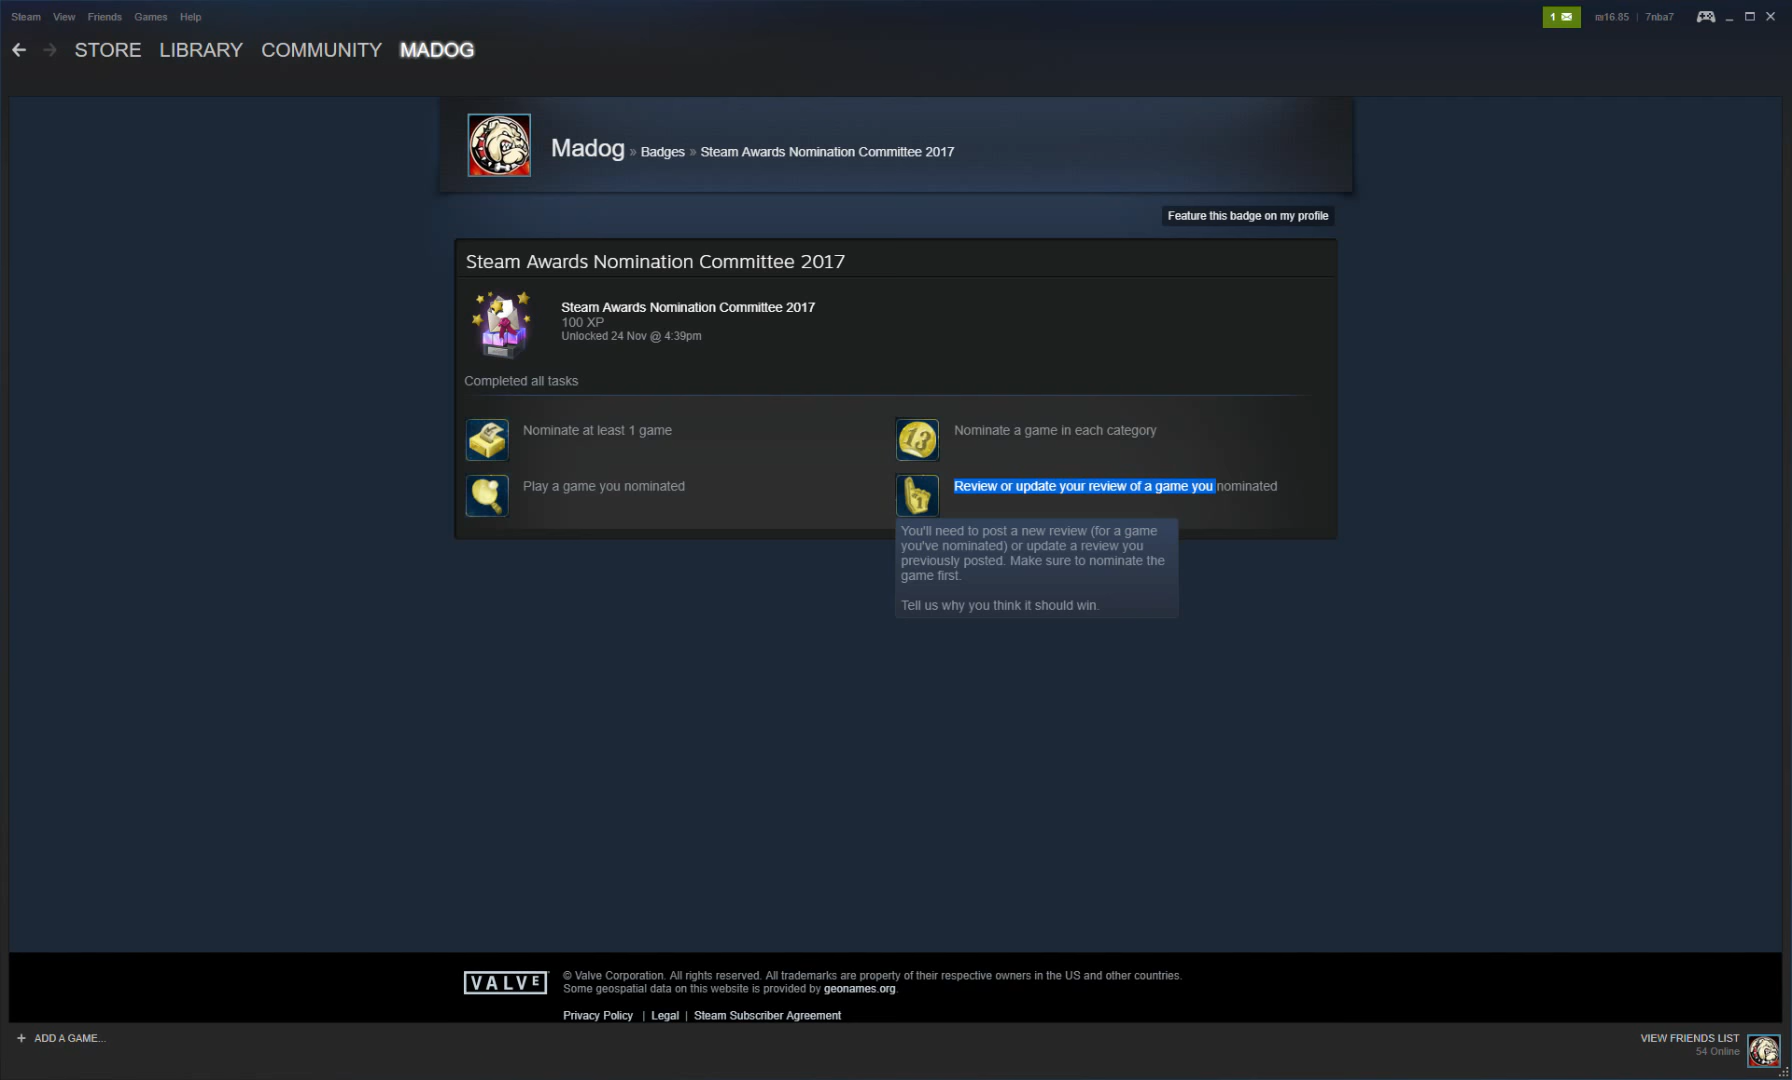 Steam View Friends Games Help
1 ₪16.85 | 7nba7
STORE LIBRARY COMMUNITY MADOG
Madog » Badges » Steam Awards Nomination Committee 2017
Feature this badge on my profile
Steam Awards Nomination Committee 2017
Steam Awards Nomination Committee 2017
100 XP
Unlocked 24 Nov @ 4:39pm
Completed all tasks
Nominate at least 1 game
13 Nominate a game in each category
Play a game you nominated
1 Review or update your review of a game you nominated
You'll need to post a new review (for a game
you've nominated) or update a review you
previously posted. Make sure to nominate the
game first.
Tell us why you think it should win.
VALVE
© Valve Corporation. All rights reserved. All trademarks are property of their respective owners in the US and other countries.
Some geospatial data on this website is provided by geonames.org.
Privacy Policy | Legal | Steam Subscriber Agreement
+ ADD A GAME...
VIEW FRIENDS LIST
54 Online